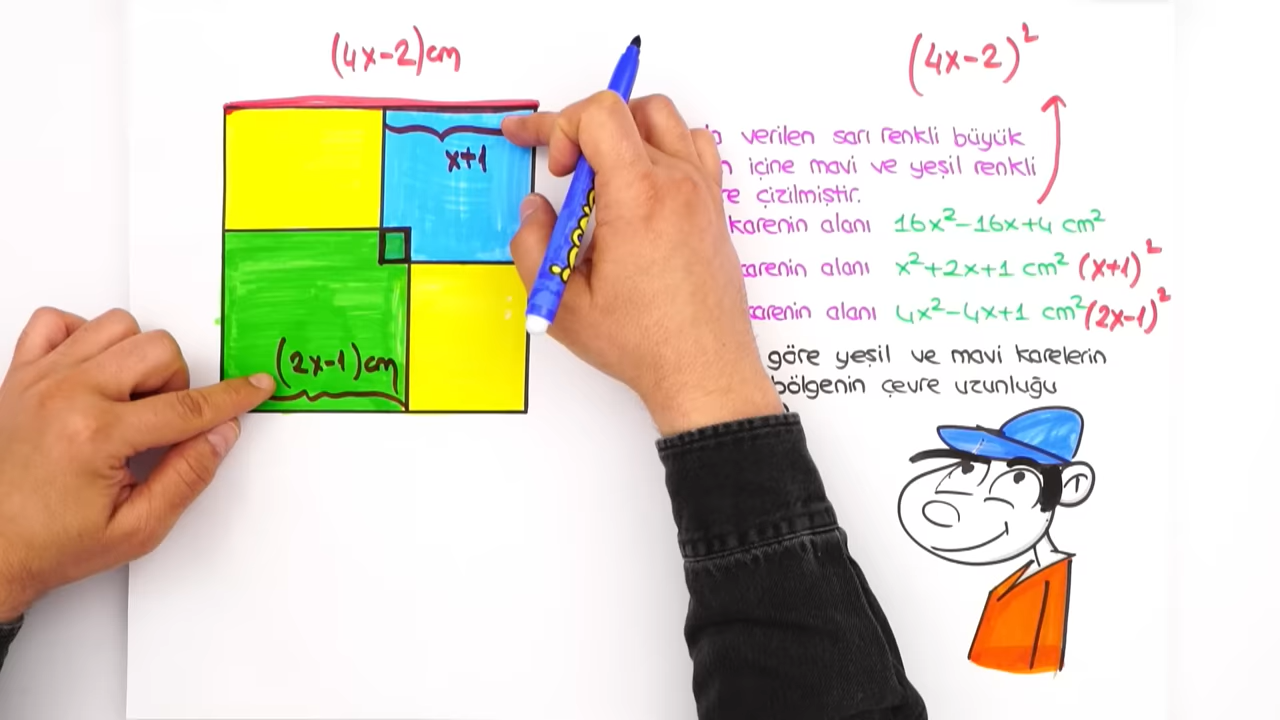 (4x-2)cm
x+1
(2x-1)cm
(4x-2)²
verilen sarı renkli büyük
içine mavi ve yeşil renkli
çizilmiştir.
karenin alanı 16x²-16x+4 cm²
karenin alanı x²+2x+1 cm² (x+1)²
karenin alanı 4x²-4x+1 cm² (2x-1)²
göre yeşil ve mavi karelerin
bölgenin çevre uzunluğu